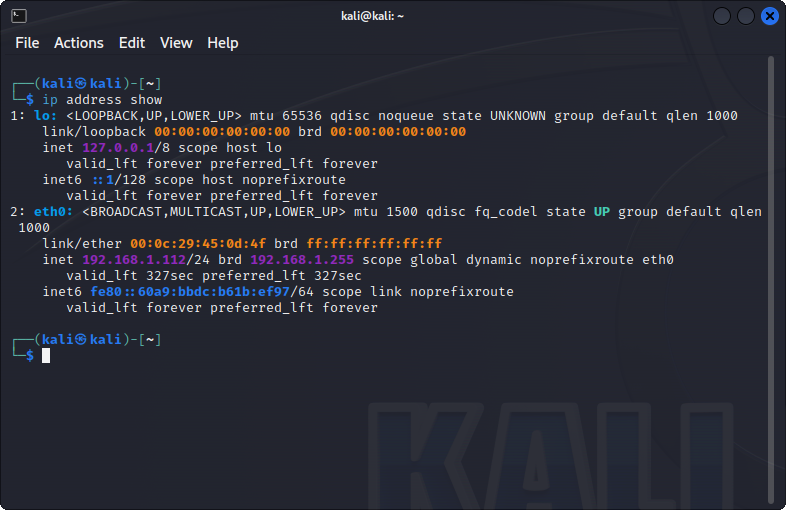 kali@kali: ~
File Actions Edit View Help
┌──(kali㉿kali)-[~]
└─$ ip address show
1: lo: <LOOPBACK,UP,LOWER_UP> mtu 65536 qdisc noqueue state UNKNOWN group default qlen 1000
    link/loopback 00:00:00:00:00:00 brd 00:00:00:00:00:00
    inet 127.0.0.1/8 scope host lo
       valid_lft forever preferred_lft forever
    inet6 ::1/128 scope host noprefixroute
       valid_lft forever preferred_lft forever
2: eth0: <BROADCAST,MULTICAST,UP,LOWER_UP> mtu 1500 qdisc fq_codel state UP group default qlen
 1000
    link/ether 00:0c:29:45:0d:4f brd ff:ff:ff:ff:ff:ff
    inet 192.168.1.112/24 brd 192.168.1.255 scope global dynamic noprefixroute eth0
       valid_lft 327sec preferred_lft 327sec
    inet6 fe80::60a9:bbdc:b61b:ef97/64 scope link noprefixroute
       valid_lft forever preferred_lft forever
┌──(kali㉿kali)-[~]
└─$
KALI